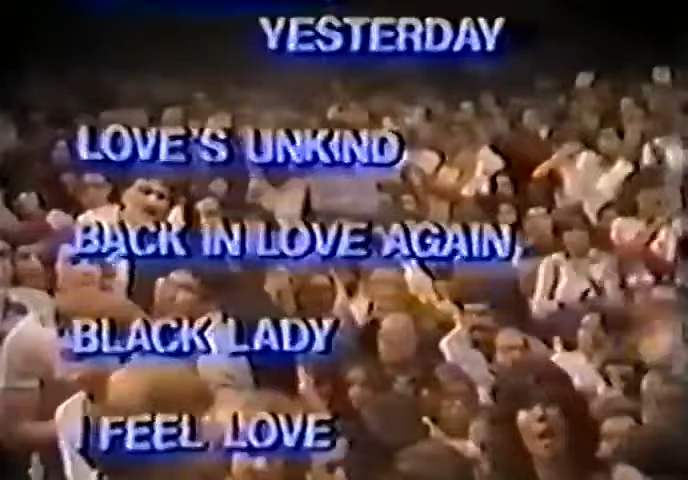 YESTERDAY
LOVE'S UNKIND
BACK IN LOVE AGAIN
BLACK LADY
I FEEL LOVE